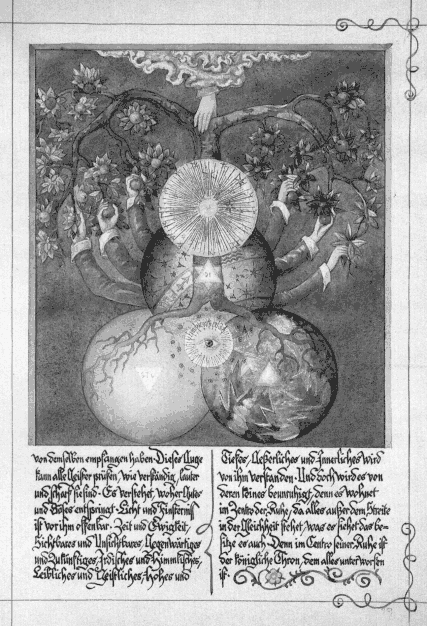 von demselben empfangen haben. Dieses Auge
kann alle Geister prüfen, wie verständig, lauter
und scharf sie sind. Es verstehet, woher Gutes
und Böses entspringt. Licht und Finsterniß
ist vor ihm offenbar. Zeit und Ewigkeit,
Sichtbares und Unsichtbares, Gegenwärtiges
und Zukünftiges, Irdisches und Himmlisches,
Leibliches und Geistliches, Hohes und
Tiefes, Aeßerliches und Innerliches wird
von ihm verstanden. Und doch wird es von
deren keines beunruhigt, denn es wohnet
im Zentro der Ruhe, da alles außer dem Streite
in der Gleichheit stehet, was es siehet das be-
sitze es auch. Denn im Centro seiner Ruhe ist
der königliche Thron, dem alles unterworfen
ist.